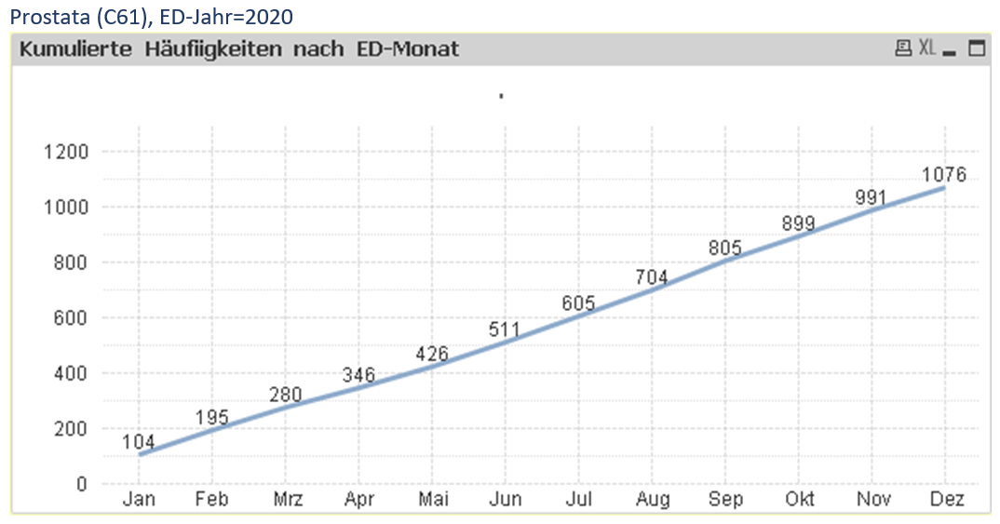 Prostata (C61), ED-Jahr=2020
Kumulierte Häufiigkeiten nach ED-Monat XL
.
1200
1000
800
600
400
200
0
104 195 280 346 426 511 605 704 805 899 991 1076
Jan Feb Mrz Apr Mai Jun Jul Aug Sep Okt Nov Dez